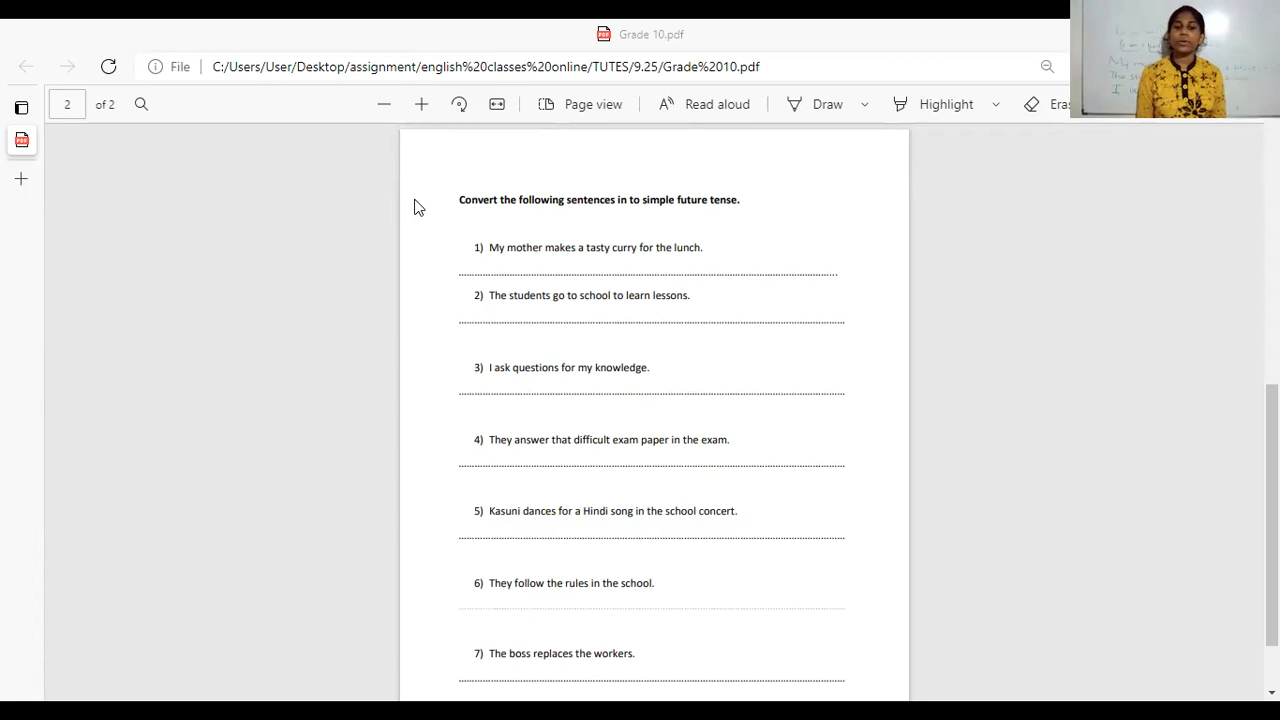 Grade 10.pdf
File C:/Users/User/Desktop/assignment/english%20classes%20online/TUTES/9.25/Grade%2010.pdf
2 of 2 Page view Read aloud Draw Highlight Eras
Convert the following sentences in to simple future tense.
1) My mother makes a tasty curry for the lunch.
2) The students go to school to learn lessons.
3) I ask questions for my knowledge.
4) They answer that difficult exam paper in the exam.
5) Kasuni dances for a Hindi song in the school concert.
6) They follow the rules in the school.
7) The boss replaces the workers.